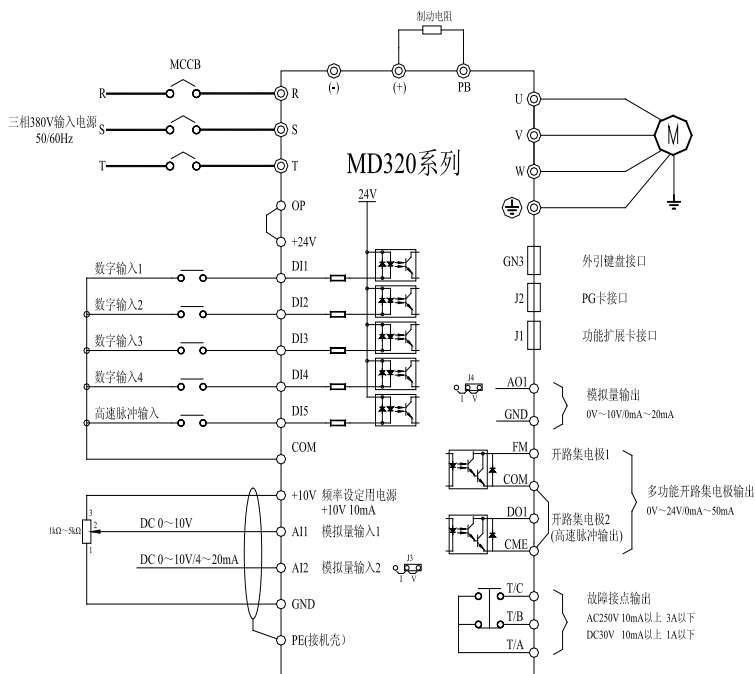 制动电阻
MCCB
(-)
(+)
PB
R
R
U
三相380V输入电源
S
S
V
50/60Hz
M
T
T
W
MD320系列
24V
OP
+24V
GN3
外引键盘接口
数字输入1
DI1
J2
PG卡接口
数字输入2
DI2
J1
功能扩展卡接口
数字输入3
DI3
数字输入4
DI4
J4
I
V
AO1
模拟量输出
0V~10V/0mA~20mA
高速脉冲输入
DI5
GND
COM
FM
开路集电极1
COM
多功能开路集电极输出
0V~24V/0mA~50mA
+10V
频率设定用电源
+10V 10mA
DO1
开路集电极2
(高速脉冲输出)
3
1kΩ~5kΩ
2
1
DC 0~10V
AI1
模拟量输入1
CME
DC 0~10V/4~20mA
AI2
模拟量输入2
J3
I
V
T/C
故障接点输出
GND
T/B
AC250V 10mA以上 3A以下
DC30V 10mA以上 1A以下
PE(接机壳)
T/A